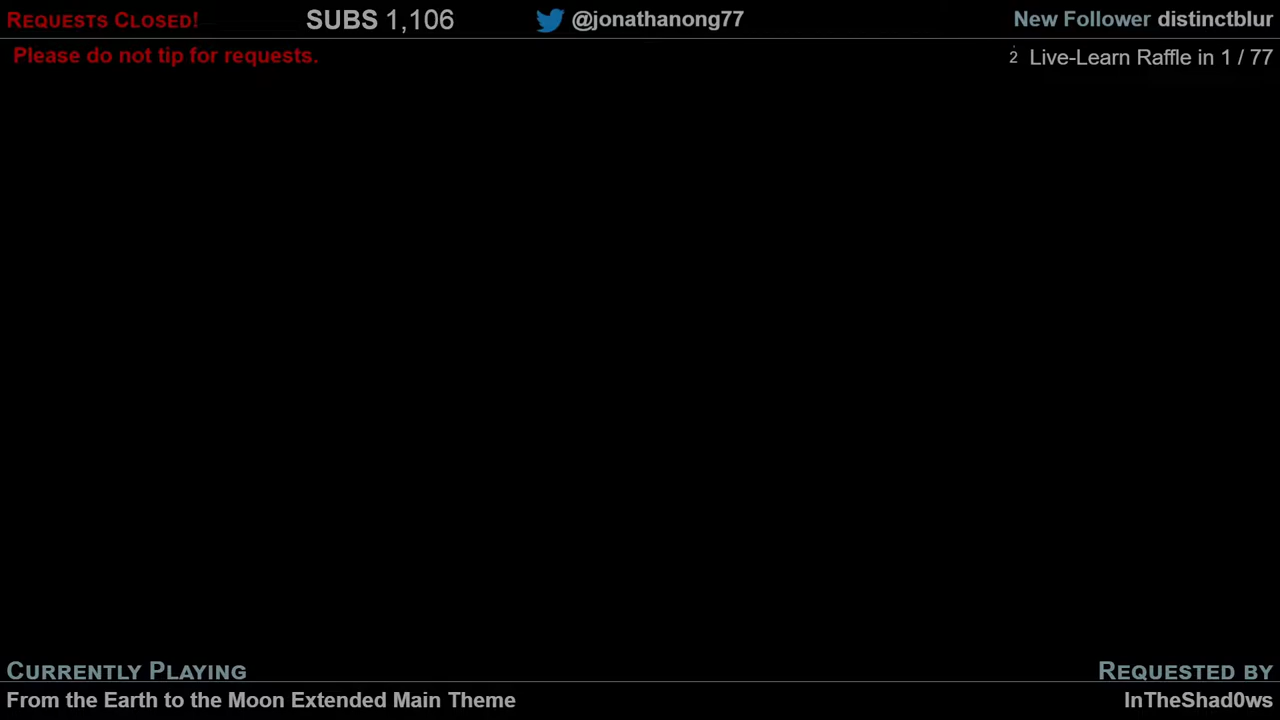 REQUESTS CLOSED!
SUBS 1,106
@jonathanong77
New Follower distinctblur
Please do not tip for requests.
2 Live-Learn Raffle in 1 / 77
CURRENTLY PLAYING
REQUESTED BY
From the Earth to the Moon Extended Main Theme
InTheShad0ws